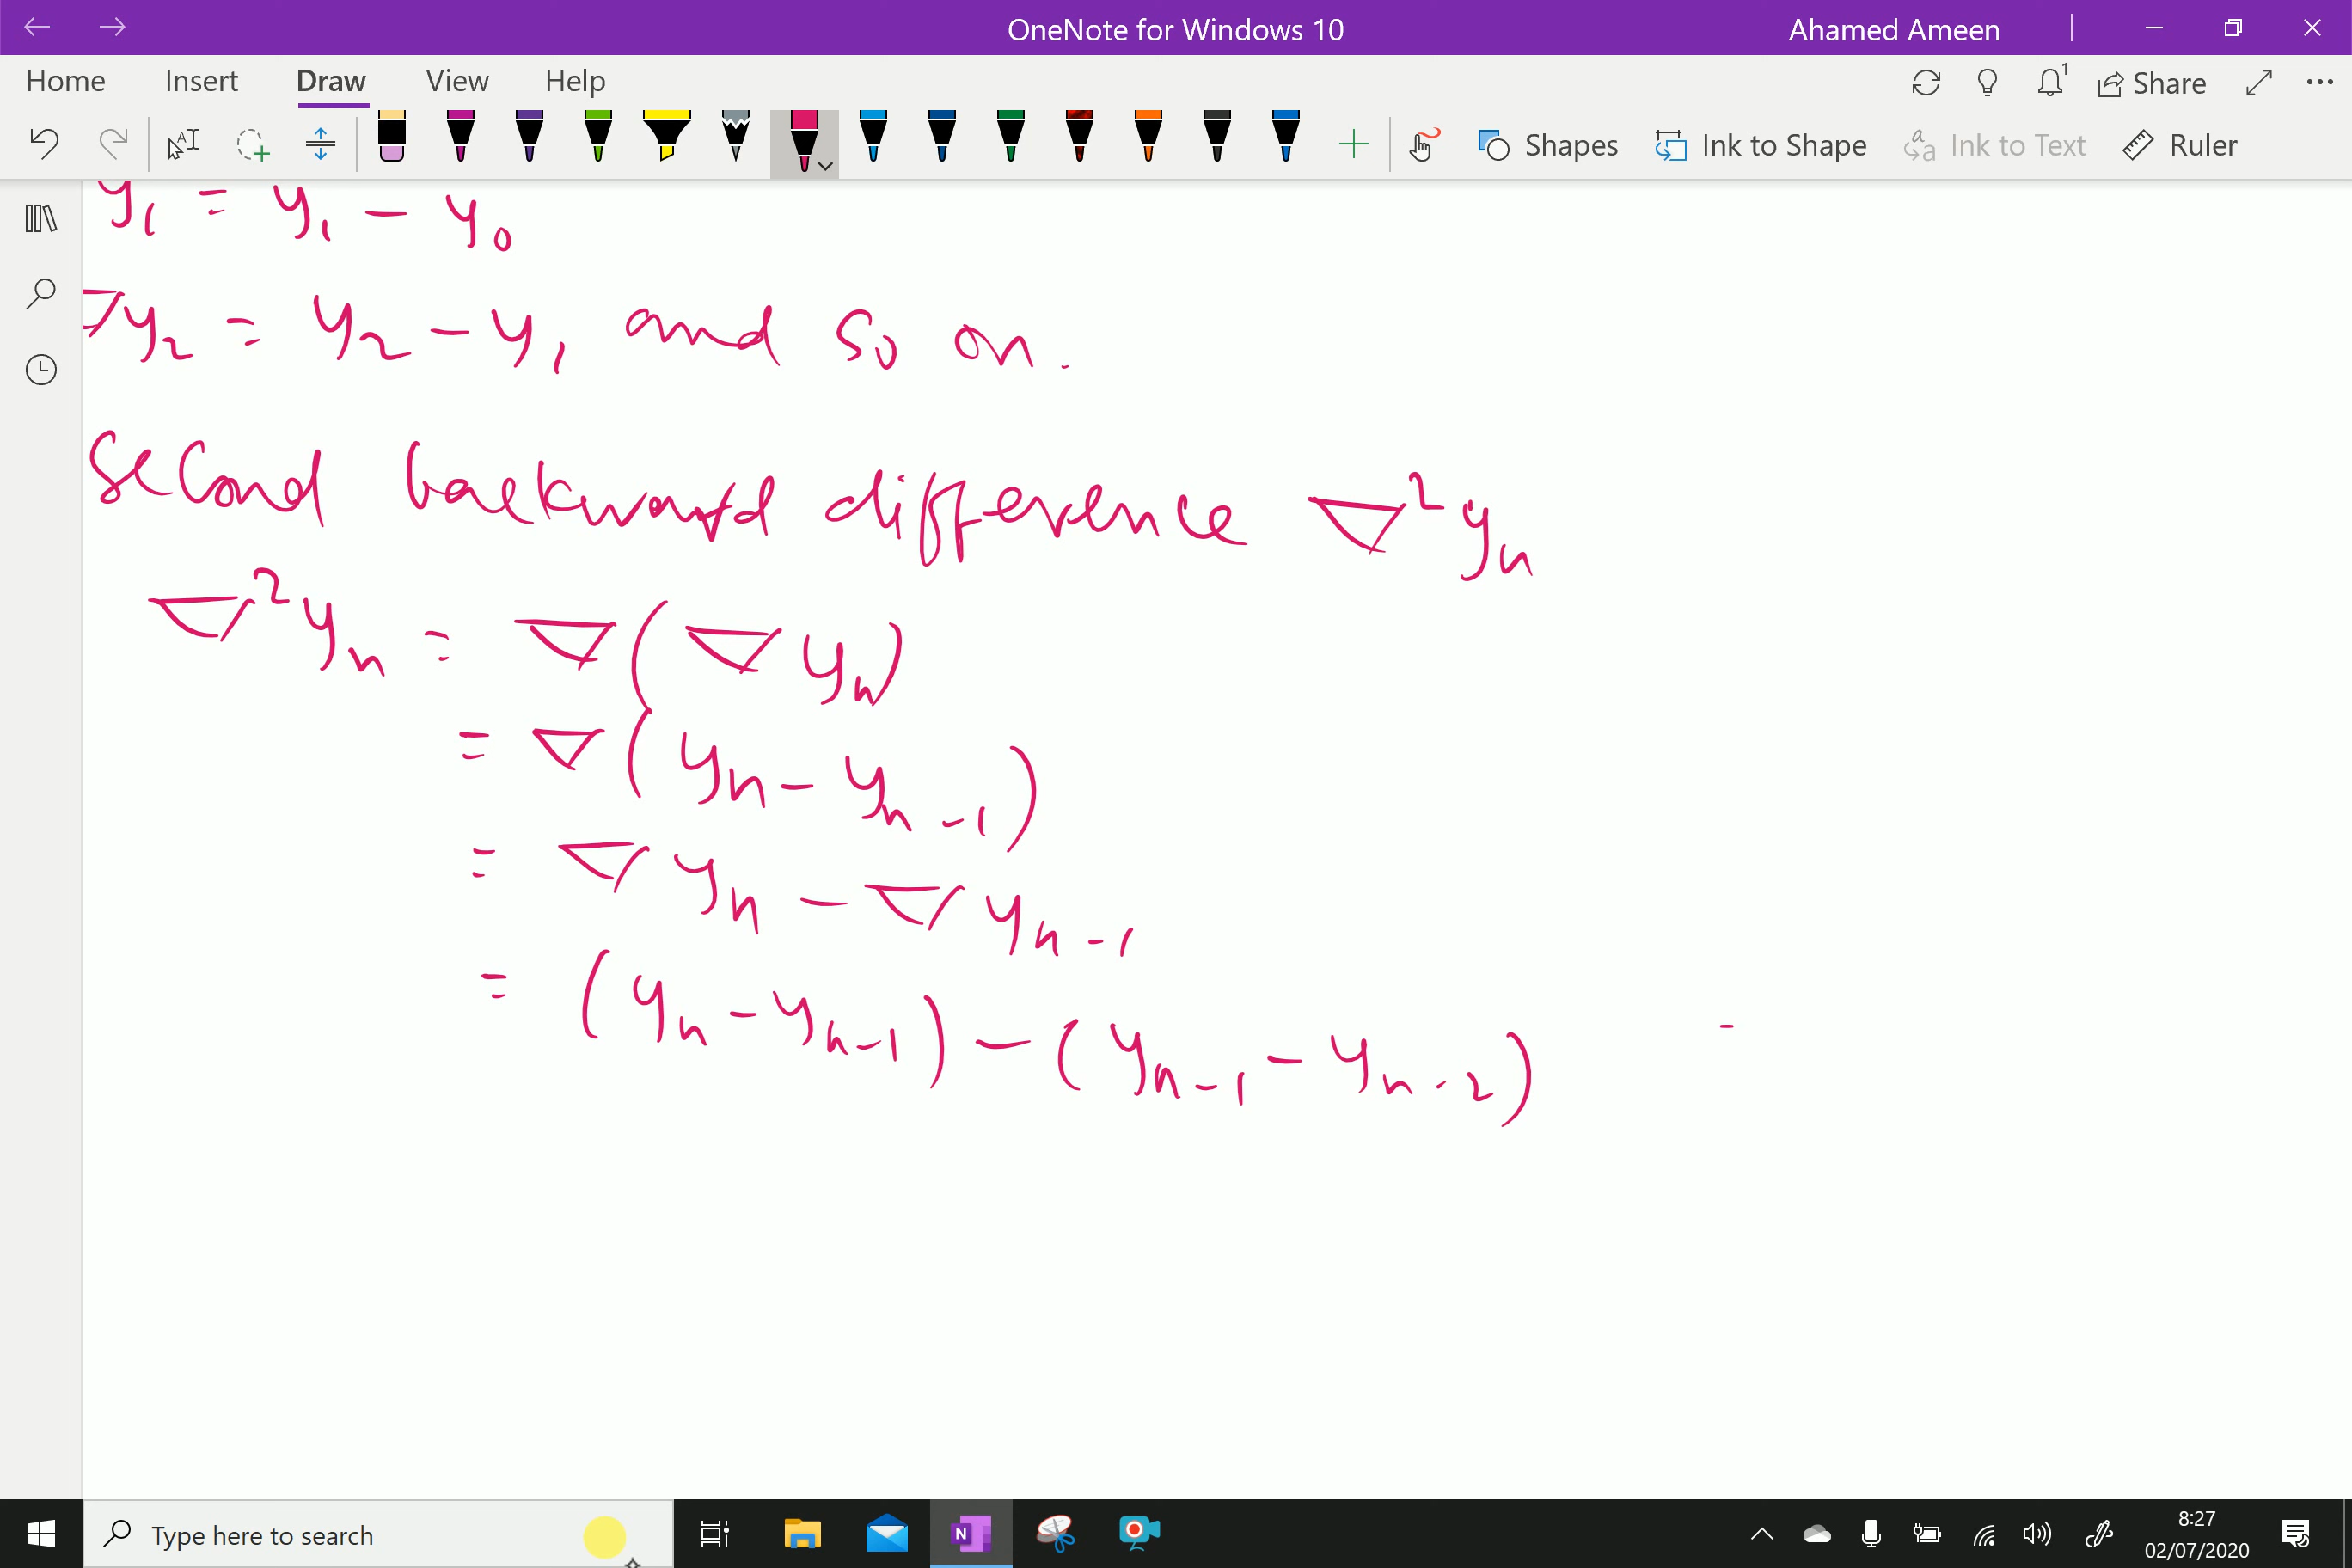 OneNote for Windows 10 Ahamed Ameen
Home Insert Draw View Help 1 Share
Shapes Ink to Shape Ink to Text Ruler
y₁ = y₁ − y₀
∇y₂ = y₂ − y₁ and so on.
Second backward difference ∇²yₙ
∇²yₙ = ∇(∇yₙ)
= ∇(yₙ − yₙ₋₁)
= ∇yₙ − ∇yₙ₋₁
= (yₙ − yₙ₋₁) − (yₙ₋₁ − yₙ₋₂) -
Type here to search
8:27
02/07/2020